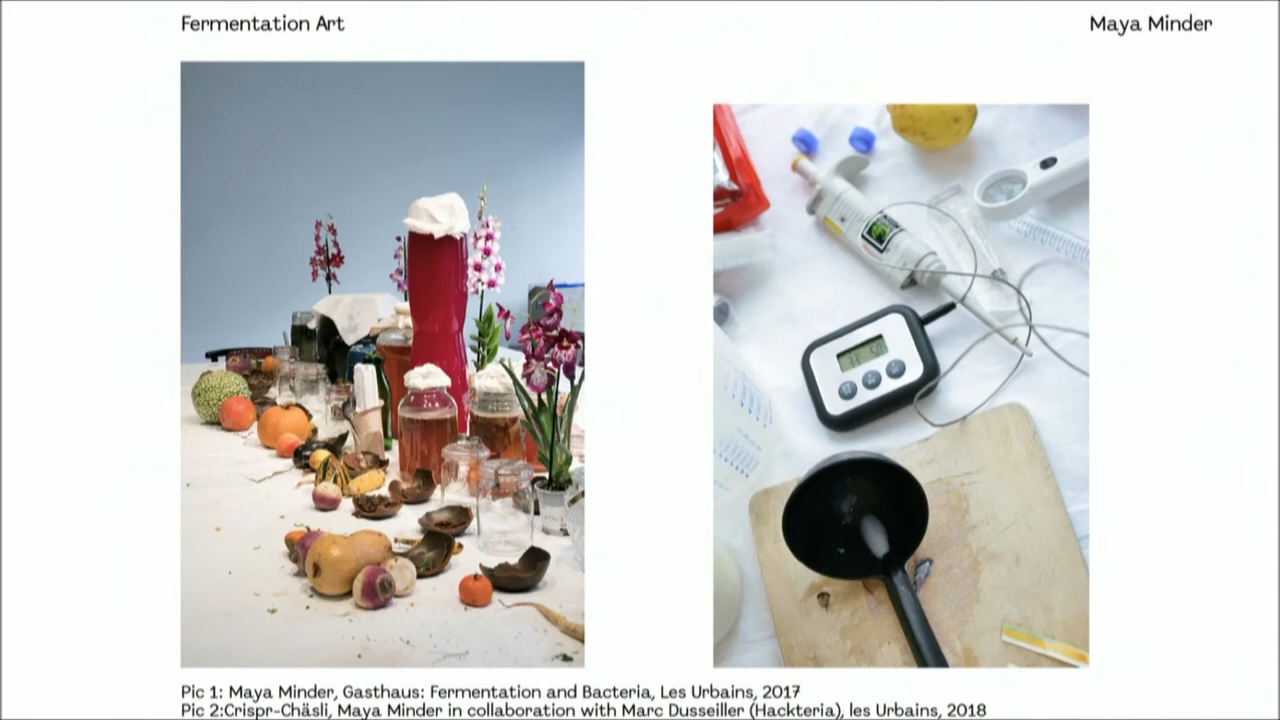 Fermentation Art
Maya Minder
Pic 1: Maya Minder, Gasthaus: Fermentation and Bacteria, Les Urbains, 2017
Pic 2:Crispr-Chäsli, Maya Minder in collaboration with Marc Dusseiller (Hackteria), les Urbains, 2018